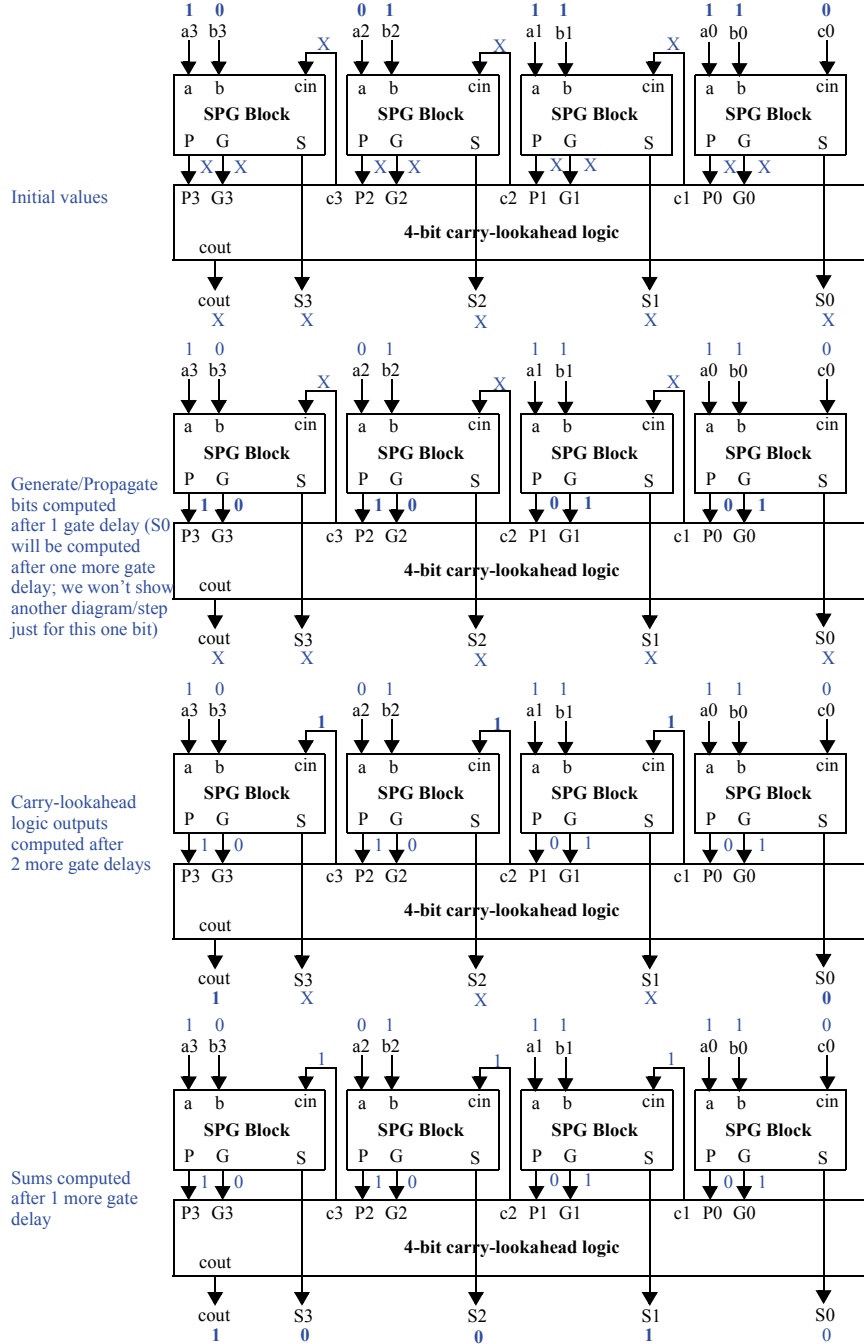 1 0 0 1 1 1 1 1 0
a3 b3 a2 b2 a1 b1 a0 b0 c0
X X X
a b cin a b cin a b cin a b cin
SPG Block SPG Block SPG Block SPG Block
P G S P G S P G S P G S
X X X X X X X X
Initial values
P3 G3 c3 P2 G2 c2 P1 G1 c1 P0 G0
4-bit carry-lookahead logic
cout
cout S3 S2 S1 S0
X X X X X
1 0 0 1 1 1 1 1 0
a3 b3 a2 b2 a1 b1 a0 b0 c0
X X X
a b cin a b cin a b cin a b cin
SPG Block SPG Block SPG Block SPG Block
P G S P G S P G S P G S
1 0 1 0 0 1 0 1
Generate/Propagate
bits computed
after 1 gate delay (S0
will be computed
after one more gate
delay; we won't show
another diagram/step
just for this one bit)
P3 G3 c3 P2 G2 c2 P1 G1 c1 P0 G0
4-bit carry-lookahead logic
cout
cout S3 S2 S1 S0
X X X X X
1 0 0 1 1 1 1 1 0
a3 b3 a2 b2 a1 b1 a0 b0 c0
1 1 1
a b cin a b cin a b cin a b cin
SPG Block SPG Block SPG Block SPG Block
P G S P G S P G S P G S
1 0 1 0 0 1 0 1
Carry-lookahead
logic outputs
computed after
2 more gate delays
P3 G3 c3 P2 G2 c2 P1 G1 c1 P0 G0
4-bit carry-lookahead logic
cout
cout S3 S2 S1 S0
1 X X X 0
1 0 0 1 1 1 1 1 0
a3 b3 a2 b2 a1 b1 a0 b0 c0
1 1 1
a b cin a b cin a b cin a b cin
SPG Block SPG Block SPG Block SPG Block
P G S P G S P G S P G S
1 0 1 0 0 1 0 1
Sums computed
after 1 more gate
delay
P3 G3 c3 P2 G2 c2 P1 G1 c1 P0 G0
4-bit carry-lookahead logic
cout
cout S3 S2 S1 S0
1 0 0 1 0